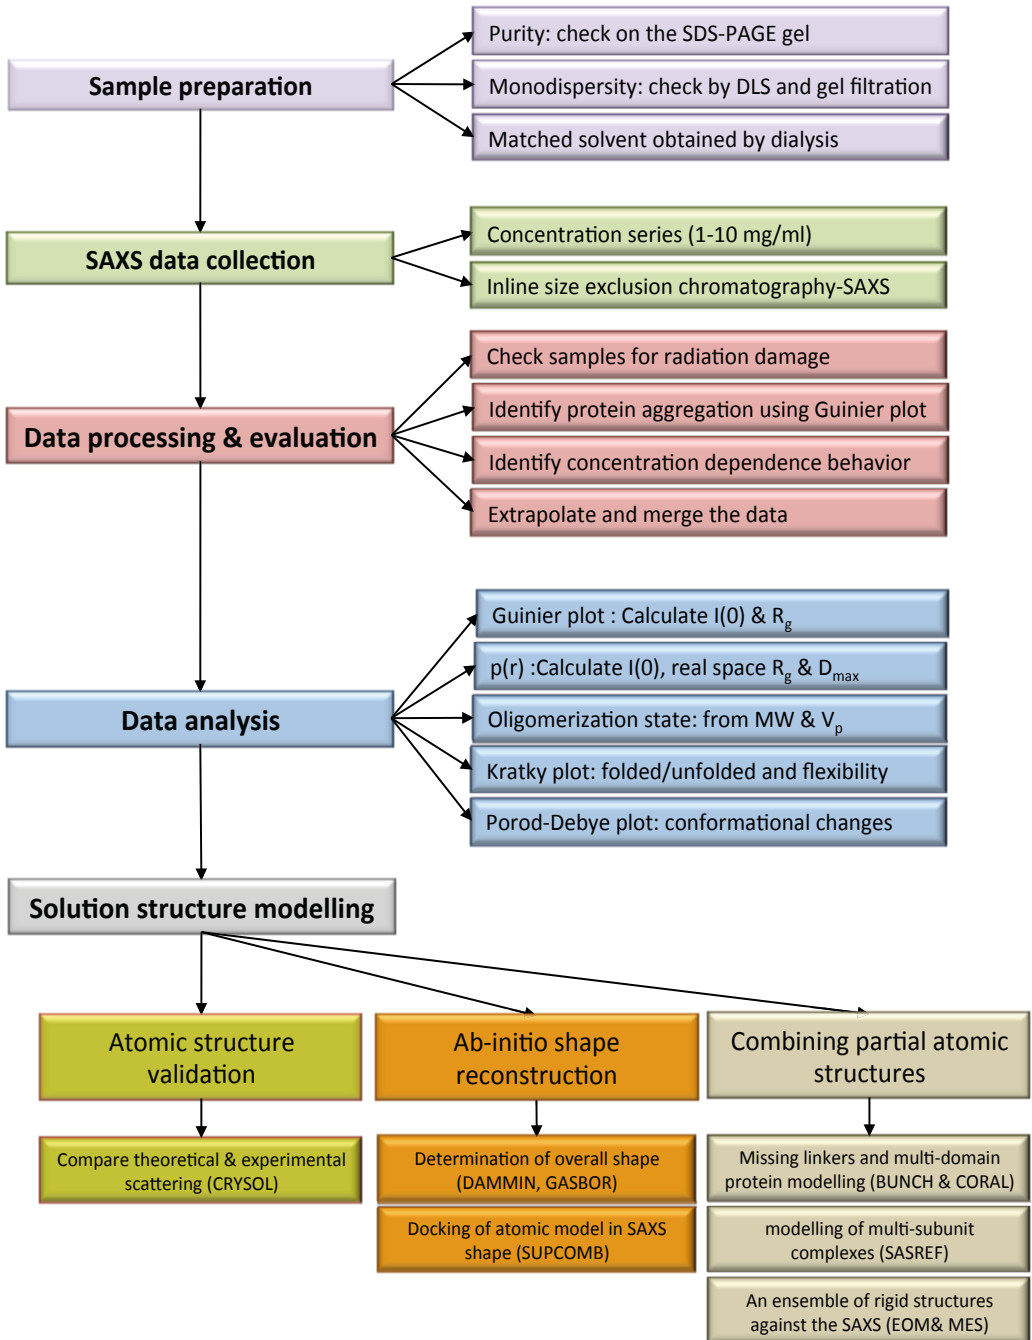 Sample preparation
Purity: check on the SDS-PAGE gel
Monodispersity: check by DLS and gel filtration
Matched solvent obtained by dialysis
SAXS data collection
Concentration series (1-10 mg/ml)
Inline size exclusion chromatography-SAXS
Data processing & evaluation
Check samples for radiation damage
Identify protein aggregation using Guinier plot
Identify concentration dependence behavior
Extrapolate and merge the data
Data analysis
Guinier plot : Calculate I(0) & Rg
p(r) :Calculate I(0), real space Rg & Dmax
Oligomerization state: from MW & Vp
Kratky plot: folded/unfolded and flexibility
Porod-Debye plot: conformational changes
Solution structure modelling
Atomic structure
validation
Compare theoretical & experimental
scattering (CRYSOL)
Ab-initio shape
reconstruction
Determination of overall shape
(DAMMIN, GASBOR)
Docking of atomic model in SAXS
shape (SUPCOMB)
Combining partial atomic
structures
Missing linkers and multi-domain
protein modelling (BUNCH & CORAL)
modelling of multi-subunit
complexes (SASREF)
An ensemble of rigid structures
against the SAXS (EOM& MES)